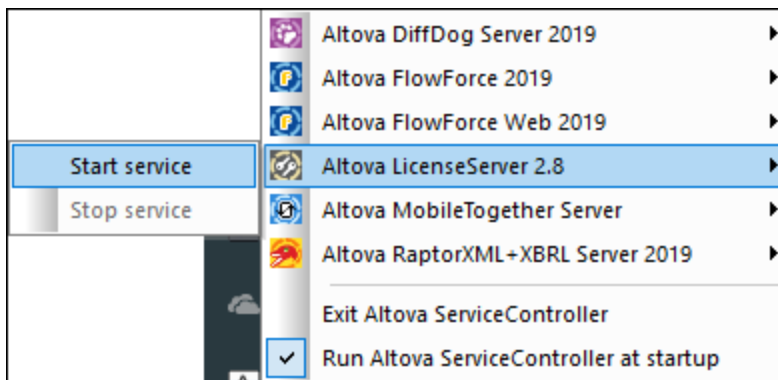 Altova DiffDog Server 2019
Altova FlowForce 2019
Altova FlowForce Web 2019
Start service
Altova LicenseServer 2.8
Stop service
Altova MobileTogether Server
Altova RaptorXML+XBRL Server 2019
Exit Altova ServiceController
Run Altova ServiceController at startup